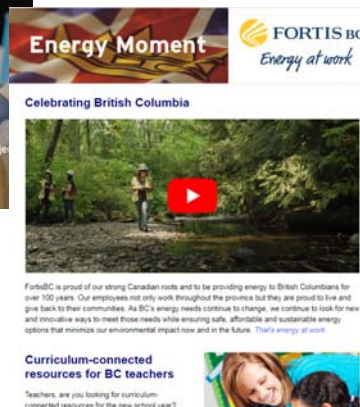 Energy Moment
FORTIS BC
Energy at work
Celebrating British Columbia
FortisBC is proud of our strong Canadian roots and to be providing energy to British Columbians for
over 100 years. Our employees not only work throughout the province but they are proud to live and
give back to their communities. As BC's energy needs continue to change, we continue to look for new
and innovative ways to meet those needs while ensuring safe, affordable and sustainable energy
options that minimize our environmental impact now and in the future. That's energy at work.
Curriculum-connected
resources for BC teachers
Teachers, are you looking for curriculum-
connected resources for the new school year?